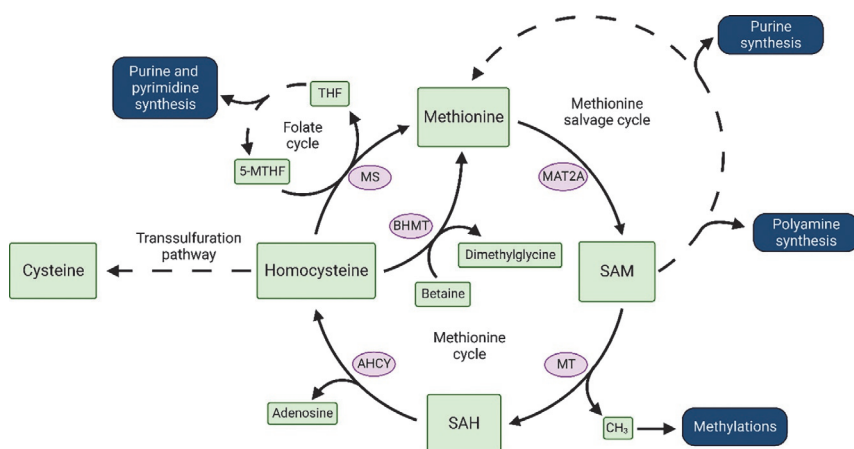 Purine
synthesis
Purine and
pyrimidine
synthesis
THF
Folate
cycle
5-MTHF
MS
Methionine
Methionine
salvage cycle
MAT2A
BHMT
Transsulfuration
pathway
Cysteine
Homocysteine
Dimethylglycine
Betaine
SAM
Polyamine
synthesis
Methionine
cycle
AHCY
MT
Adenosine
SAH
CH₃
Methylations